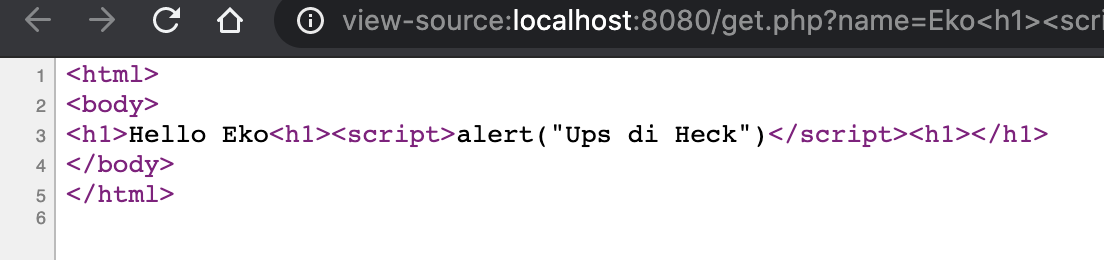 view-source:localhost:8080/get.php?name=Eko<h1><scri
1 <html>
2 <body>
3 <h1>Hello Eko<h1><script>alert("Ups di Heck")</script><h1></h1>
4 </body>
5 </html>
6